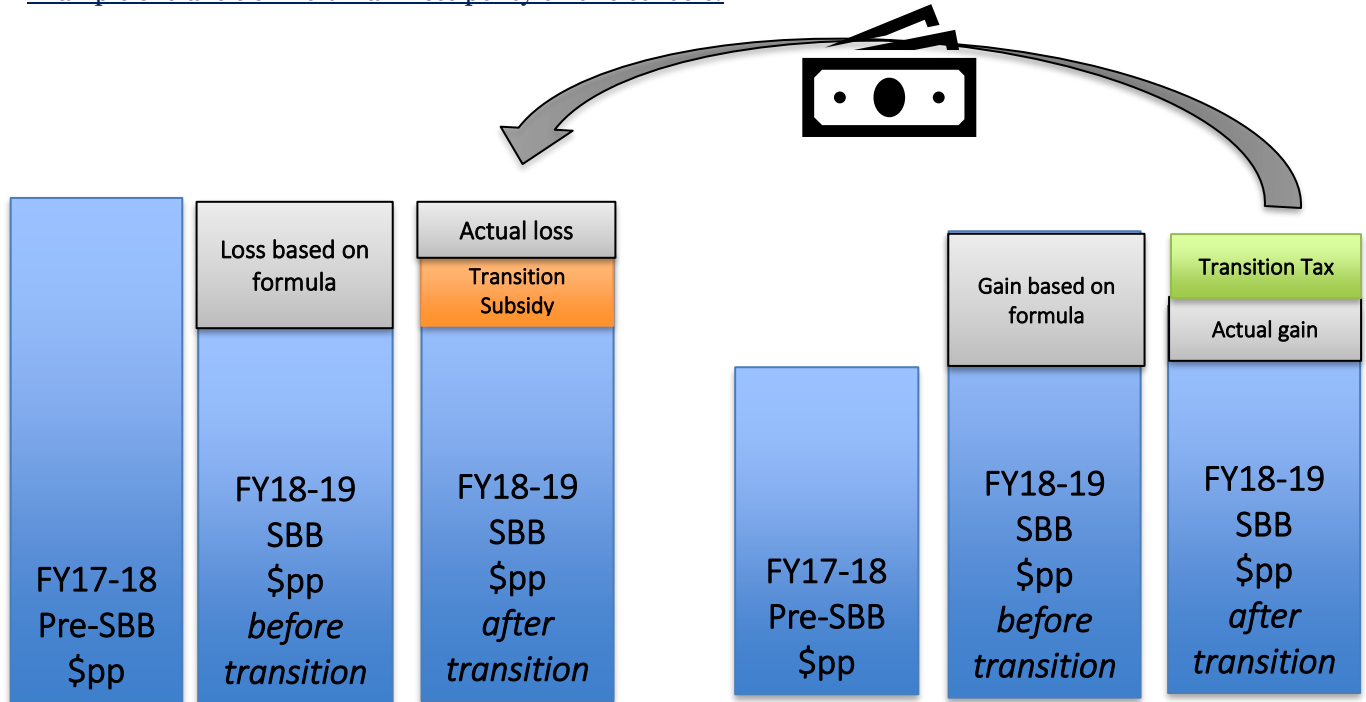 Loss based on
formula
Actual loss
Transition
Subsidy
Gain based on
formula
Transition Tax
Actual gain
FY17-18
Pre-SBB
$pp
FY18-19
SBB
$pp
before
transition
FY18-19
SBB
$pp
after
transition
FY17-18
Pre-SBB
$pp
FY18-19
SBB
$pp
before
transition
FY18-19
SBB
$pp
after
transition